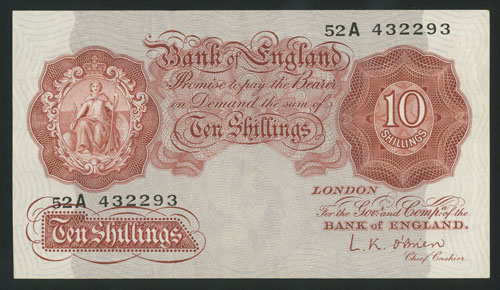 52A 432293
Bank of England
Promise to pay the Bearer
on Demand the sum of
Ten Shillings
10
SHILLINGS
52A 432293
Ten Shillings
LONDON
For the Govr. and Compa. of the
BANK OF ENGLAND.
L. K. O'Brien
Chief Cashier.